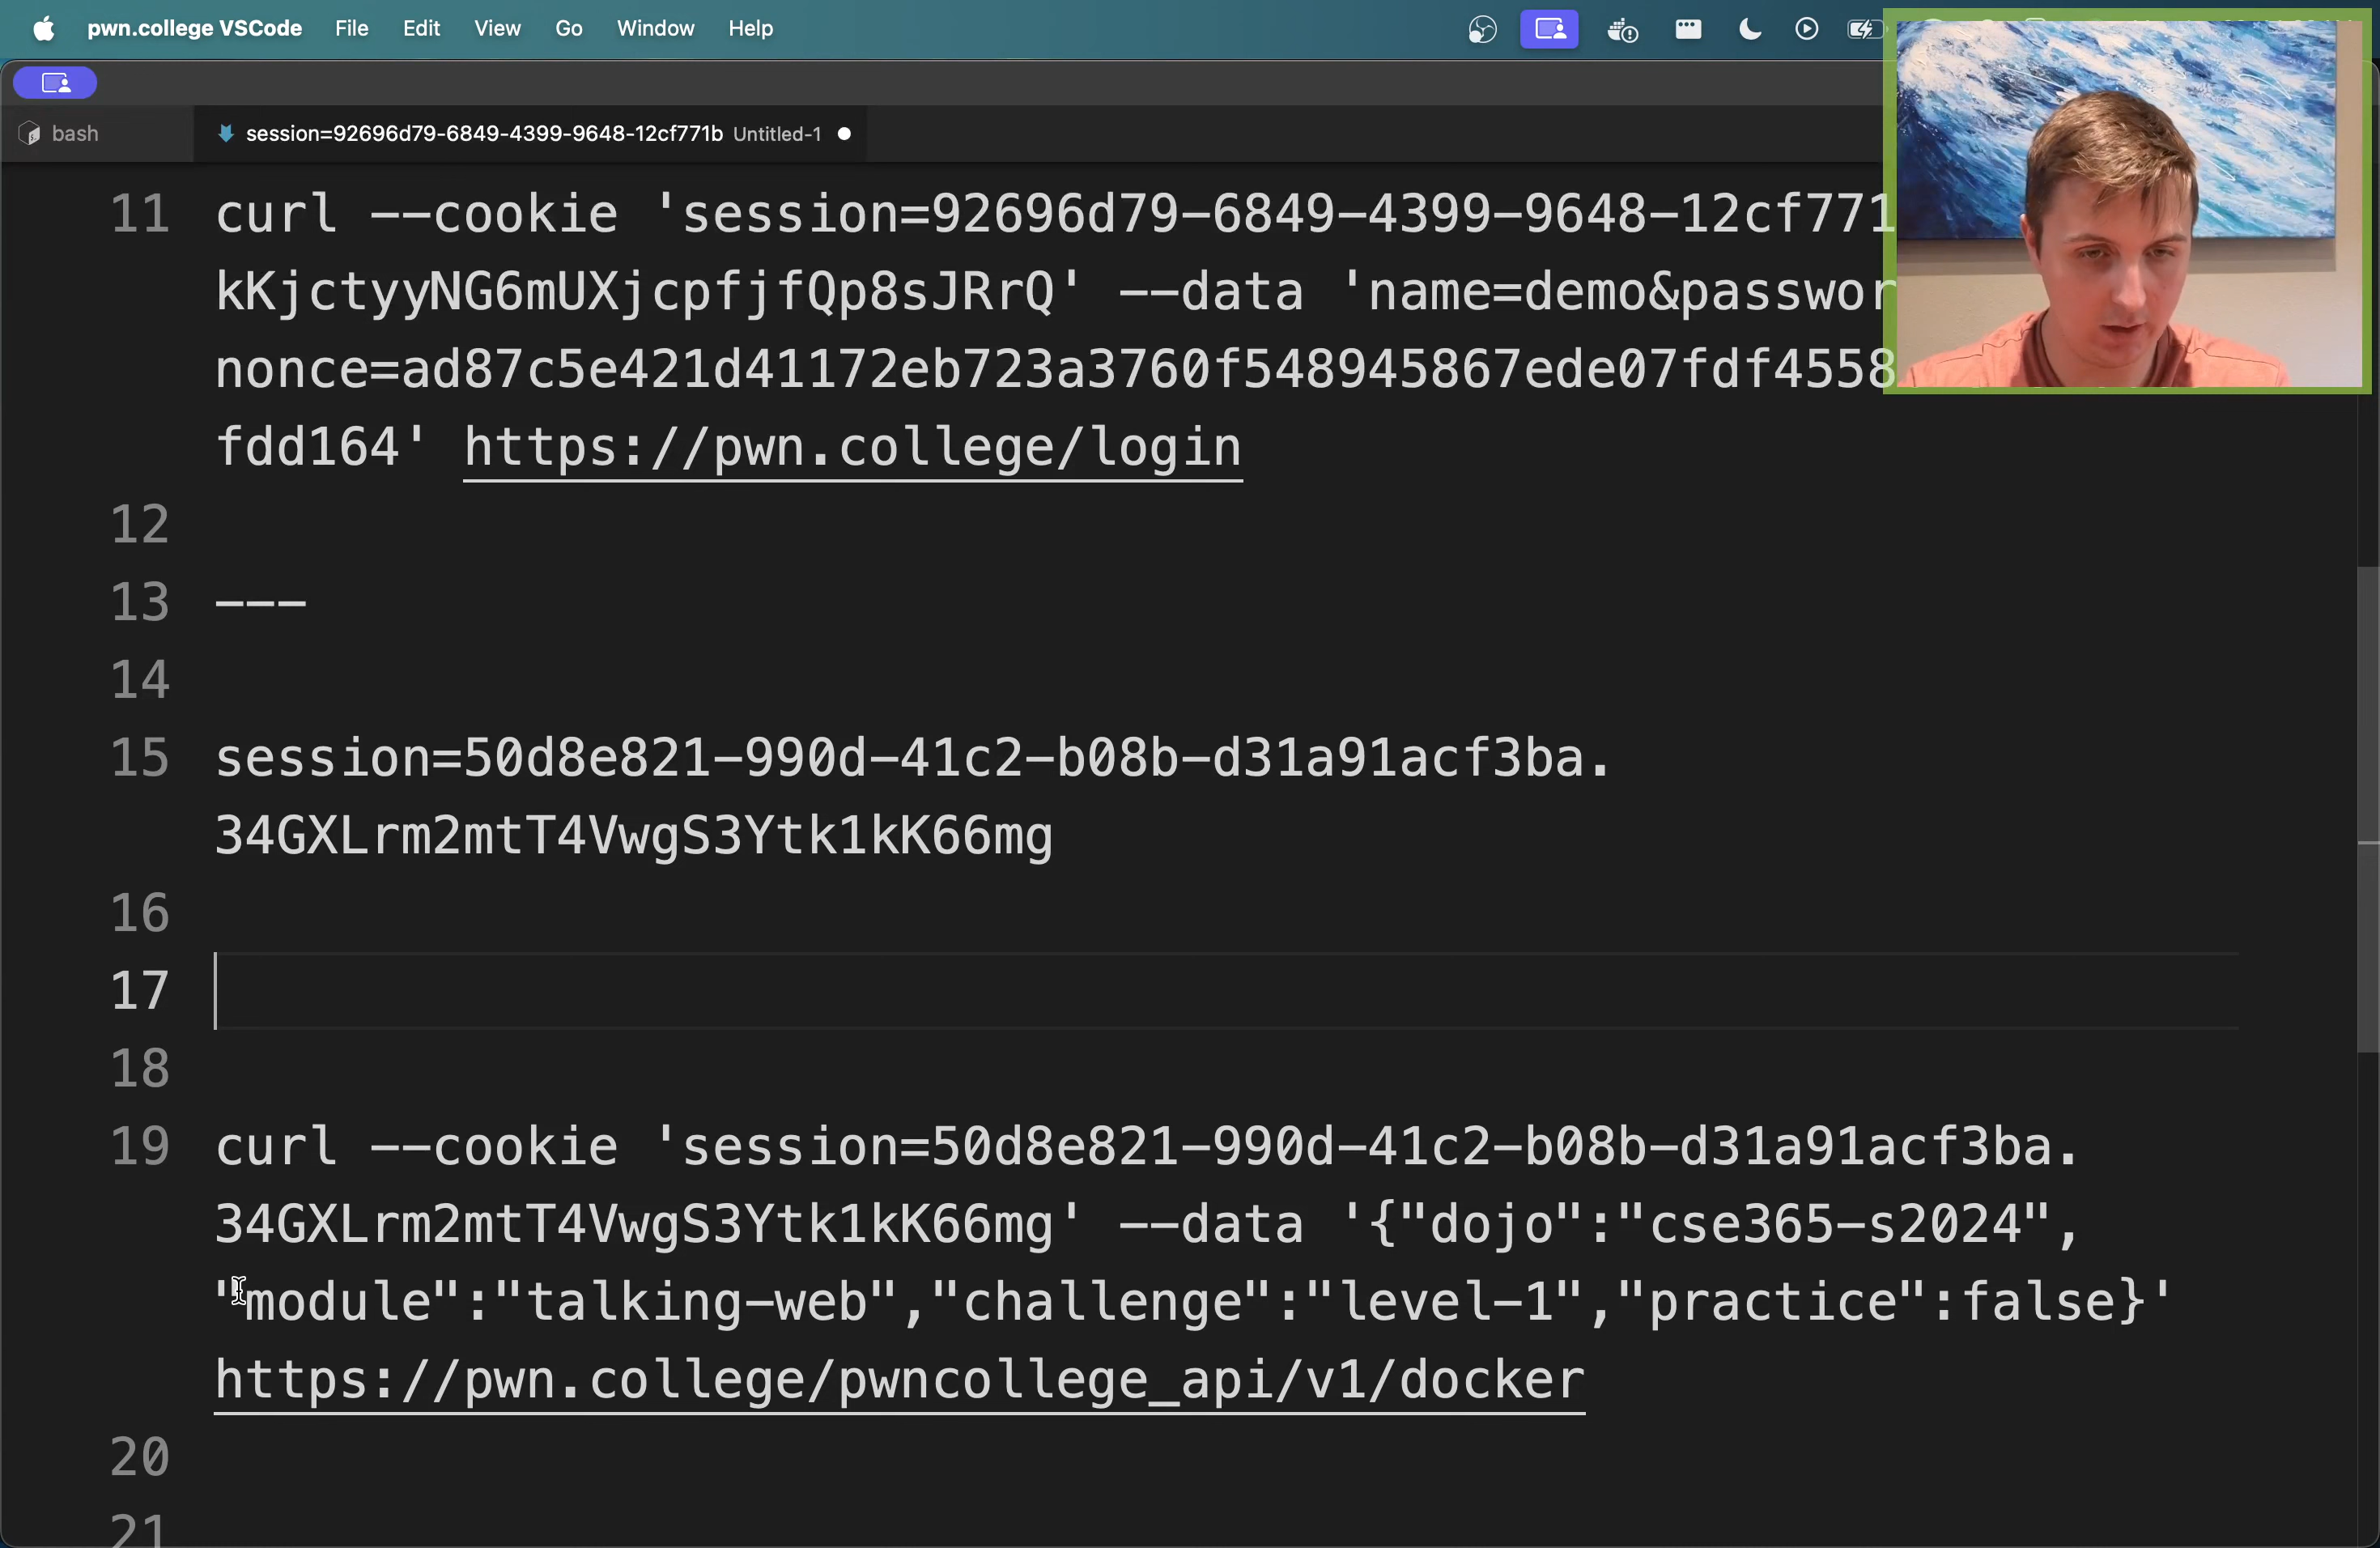 pwn.college VSCode File Edit View Go Window Help
bash session=92696d79-6849-4399-9648-12cf771b Untitled-1
11 curl --cookie 'session=92696d79-6849-4399-9648-12cf771
kKjctyyNG6mUXjcpfjfQp8sJRrQ' --data 'name=demo&passwor
nonce=ad87c5e421d41172eb723a3760f548945867ede07fdf4558
fdd164' https://pwn.college/login
12
13 ---
14
15 session=50d8e821-990d-41c2-b08b-d31a91acf3ba.
34GXLrm2mtT4VwgS3Ytk1kK66mg
16
17
18
19 curl --cookie 'session=50d8e821-990d-41c2-b08b-d31a91acf3ba.
34GXLrm2mtT4VwgS3Ytk1kK66mg' --data '{"dojo":"cse365-s2024",
"module":"talking-web","challenge":"level-1","practice":false}'
https://pwn.college/pwncollege_api/v1/docker
20
21